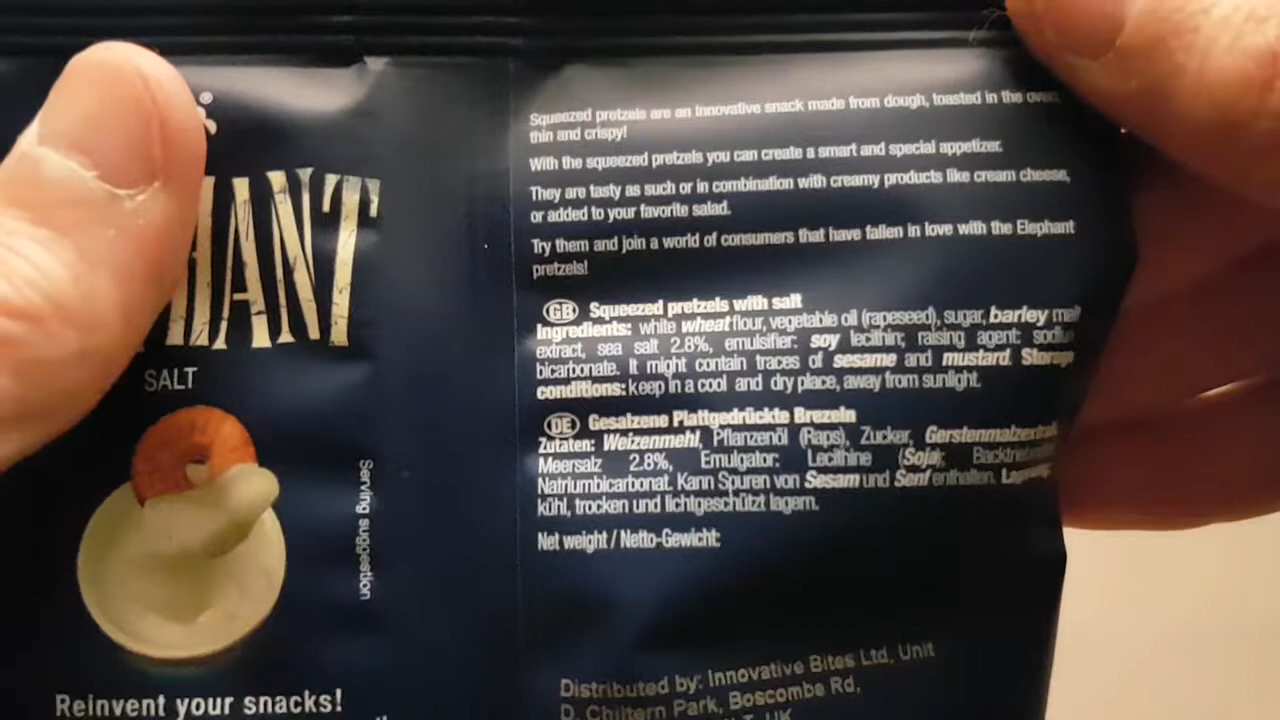 ®
HANT
SALT
Serving suggestion
Reinvent your snacks!
Squeezed pretzels are an innovative snack made from dough, toasted in the oven,
thin and crispy!
With the squeezed pretzels you can create a smart and special appetizer.
They are tasty as such or in combination with creamy products like cream cheese,
or added to your favorite salad.
Try them and join a world of consumers that have fallen in love with the Elephant
pretzels!
GB Squeezed pretzels with salt
Ingredients: white wheat flour, vegetable oil (rapeseed), sugar, barley malt
extract, sea salt 2.8%, emulsifier: soy lecithin; raising agent: sodium
bicarbonate. It might contain traces of sesame and mustard. Storage
conditions: keep in a cool and dry place, away from sunlight.
DE Gesalzene Plattgedrückte Brezeln
Zutaten: Weizenmehl, Pflanzenöl (Raps), Zucker, Gerstenmalzextrakt,
Meersalz 2.8%, Emulgator: Lecithine (Soja); Backtriebmittel:
Natriumbicarbonat. Kann Spuren von Sesam und Senf enthalten. Lagerung:
kühl, trocken und lichtgeschützt lagern.
Net weight / Netto-Gewicht:
Distributed by: Innovative Bites Ltd, Unit
D, Chiltern Park, Boscombe Rd,
UK